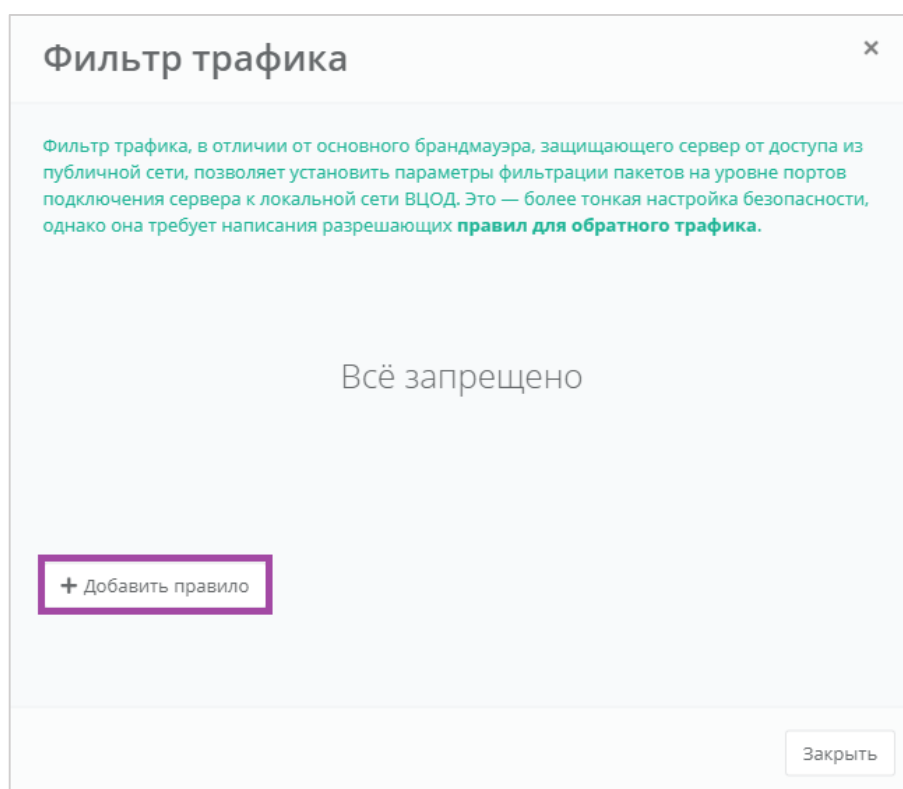 Фильтр трафика
×
Фильтр трафика, в отличии от основного брандмауэра, защищающего сервер от доступа из
публичной сети, позволяет установить параметры фильтрации пакетов на уровне портов
подключения сервера к локальной сети ВЦОД. Это — более тонкая настройка безопасности,
однако она требует написания разрешающих правил для обратного трафика.
Всё запрещено
+ Добавить правило
Закрыть